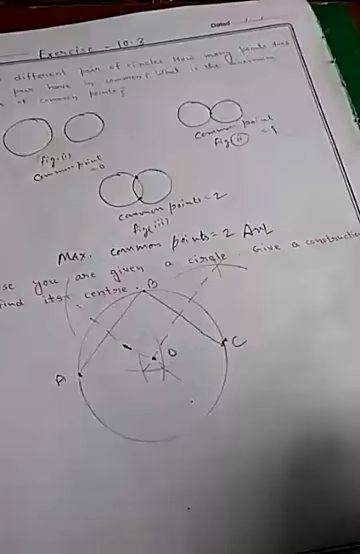 Dated
Exercise - 10.3
different pair of circles. How many points does
pair have in common? What is the maximum
of common points?
fig.(i)
common point
=0
common point
=1
fig (ii)
common points=2
fig(iii)
Max. common points=2 Ans
se you are given a circle. Give a construction
find its centre.
B
C
O
A